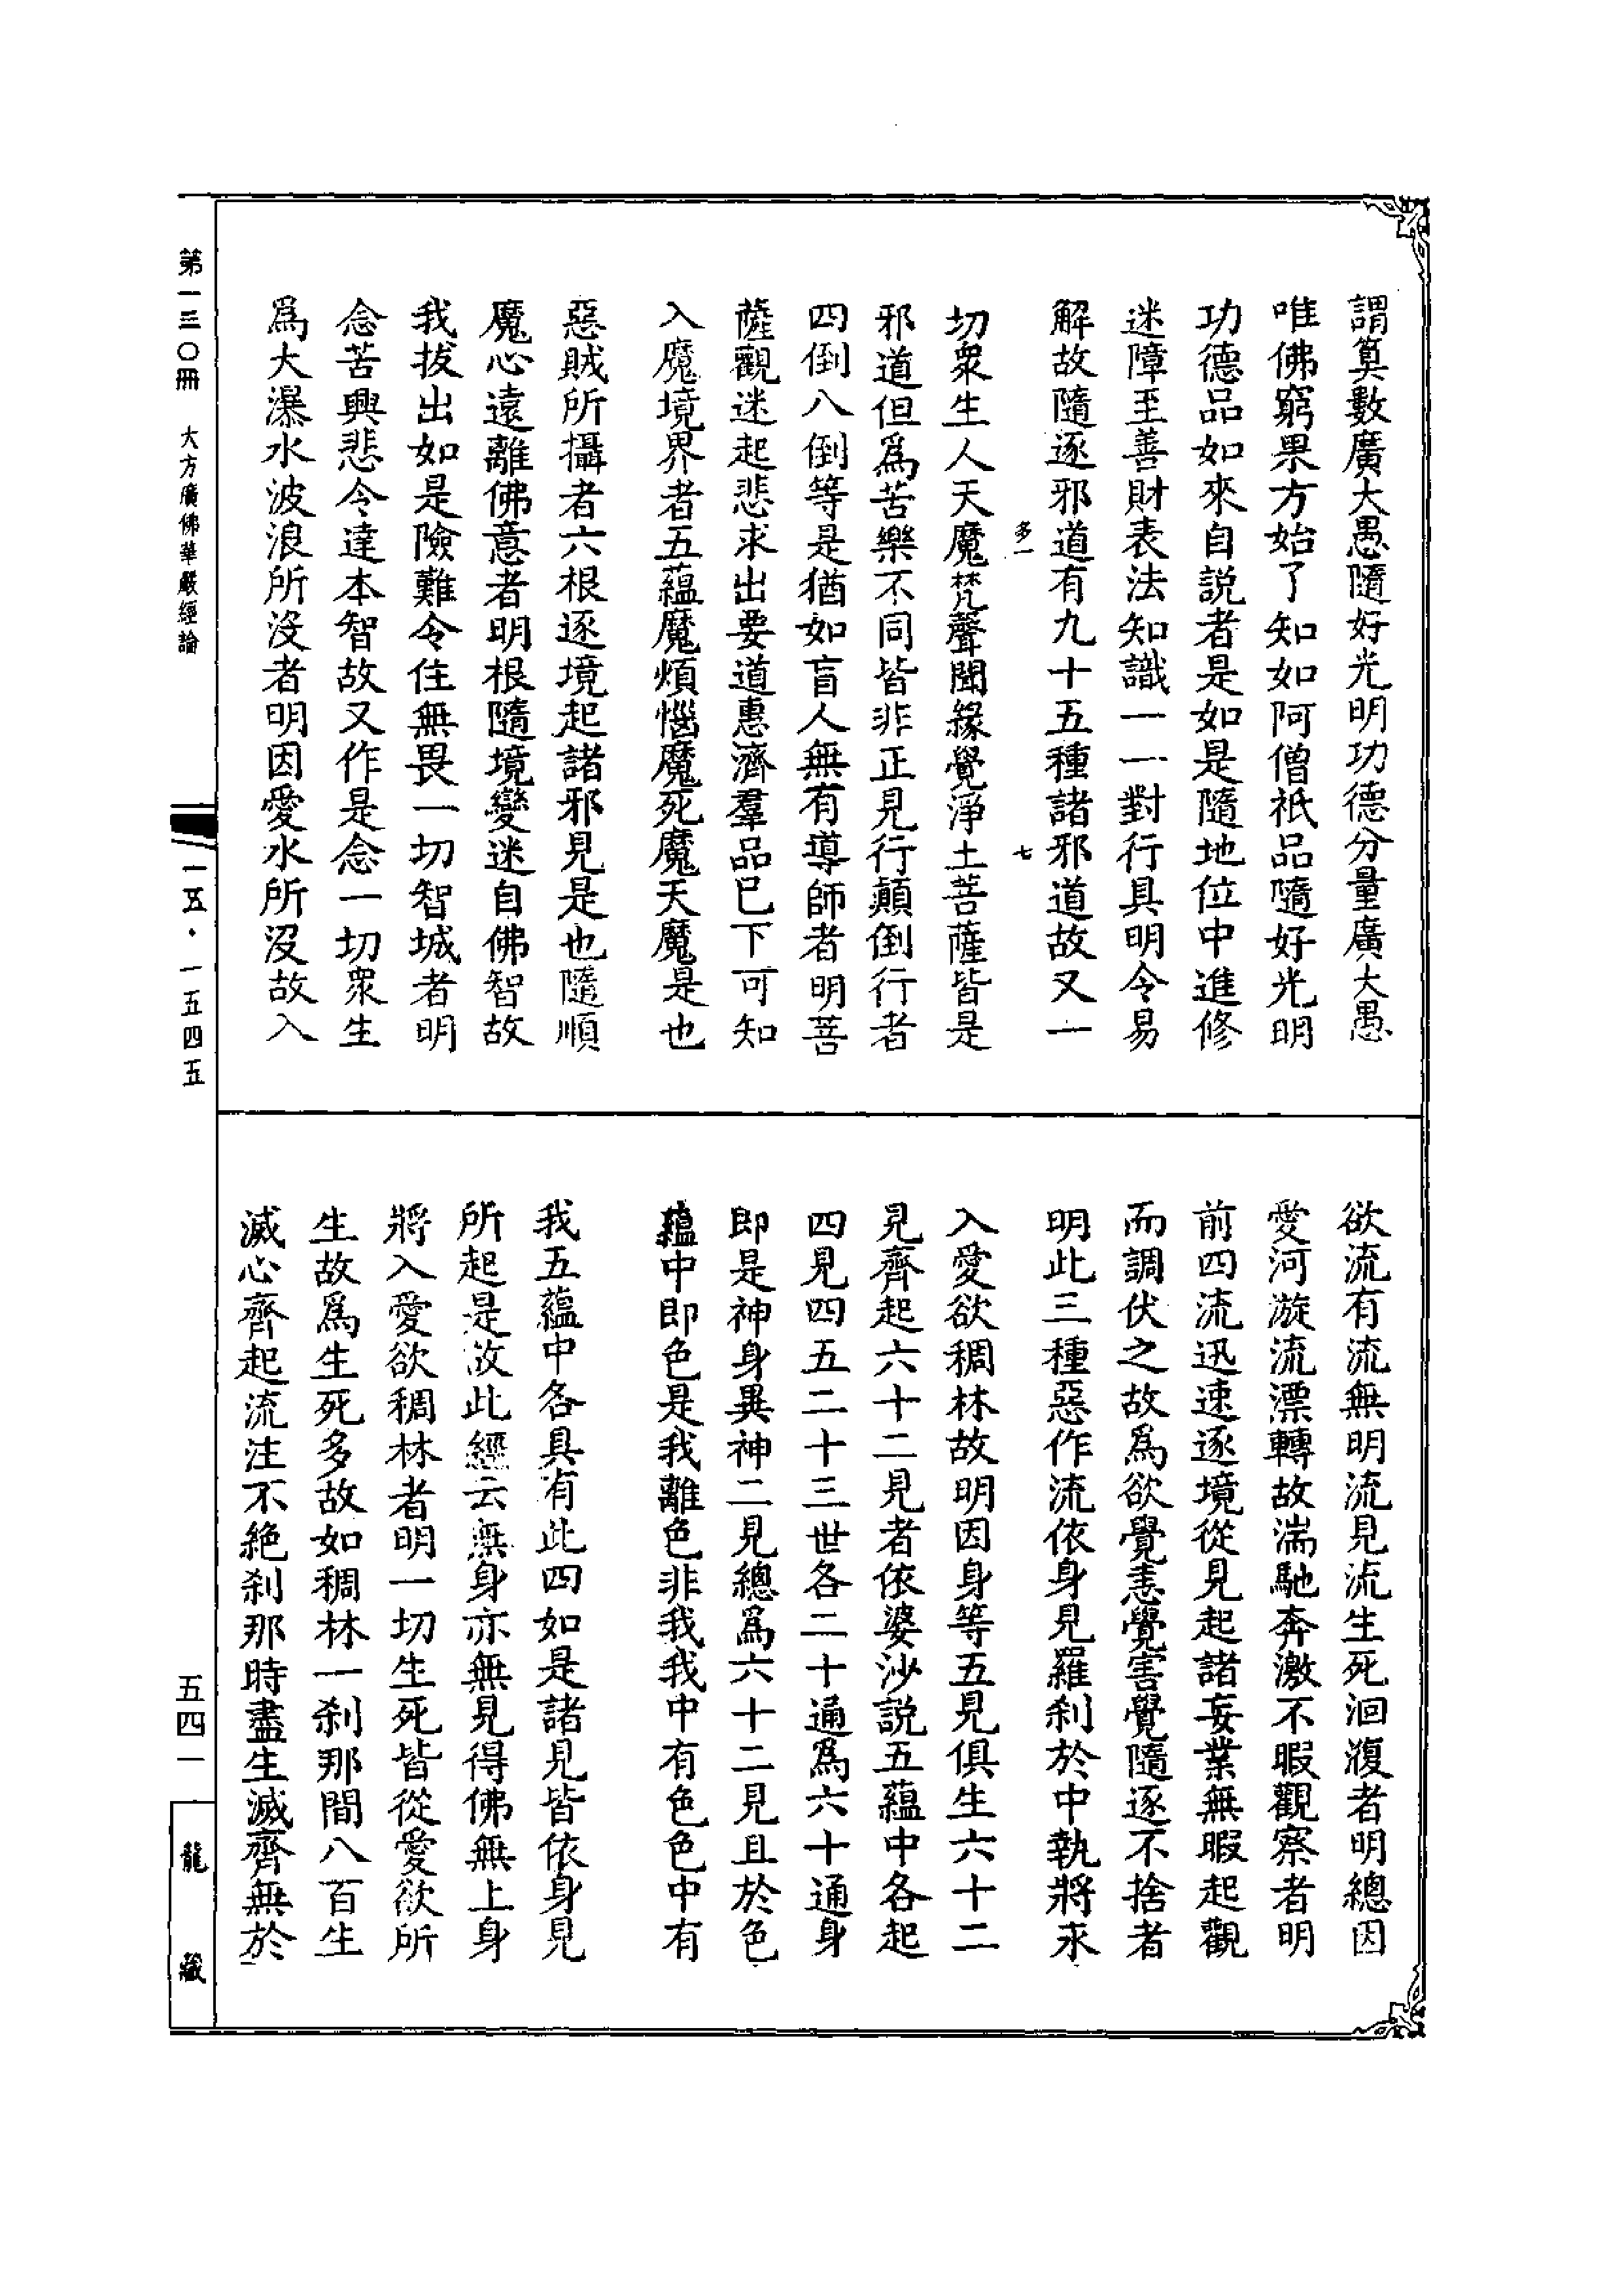 謂算數廣大愚隨好光明功德分量廣大愚
唯佛窮果方始了知如阿僧祇品隨好光明
功德品如來自説者是如是隨地位中進修
迷障至善財表法知識一一對行具明令易
解故隨逐邪道有九十五種諸邪道故又一
多一 七
切衆生人天魔梵聲聞緣覺淨土菩薩皆是
邪道但爲苦樂不同皆非正見行顛倒行者
四倒八倒等是猶如盲人無有導師者明菩
薩觀迷起悲求出要道惠濟羣品已下可知
入魔境界者五蘊魔煩惱魔死魔天魔是也
惡賊所攝者六根逐境起諸邪見是也隨順
魔心遠離佛意者明根隨境變迷自佛智故
我拔出如是險難令住無畏一切智城者明
念苦興悲令達本智故又作是念一切衆生
爲大瀑水波浪所沒者明因愛水所沒故入
欲流有流無明流見流生死洄澓者明總因
愛河漩流漂轉故湍馳奔激不暇觀察者明
前四流迅速逐境從見起諸妄業無暇起觀
而調伏之故爲欲覺恚覺害覺隨逐不捨者
明此三種惡作流依身見羅刹於中執將永
入愛欲稠林故明因身等五見俱生六十二
見齊起六十二見者依婆沙説五蘊中各起
四見四五二十三世各二十通爲六十通身
即是神身異神二見總爲六十二見且於色
蘊中即色是我離色非我我中有色色中有
我五蘊中各具有此四如是諸見皆依身見
所起是故此經云無身亦無見得佛無上身
將入愛欲稠林者明一切生死皆從愛欲所
生故爲生死多故如稠林一刹那間八百生
滅心齊起流注不絶刹那時盡生滅齊無於
第一三〇冊 大方廣佛華嚴經論
一五·一五四五
五四一
龍藏